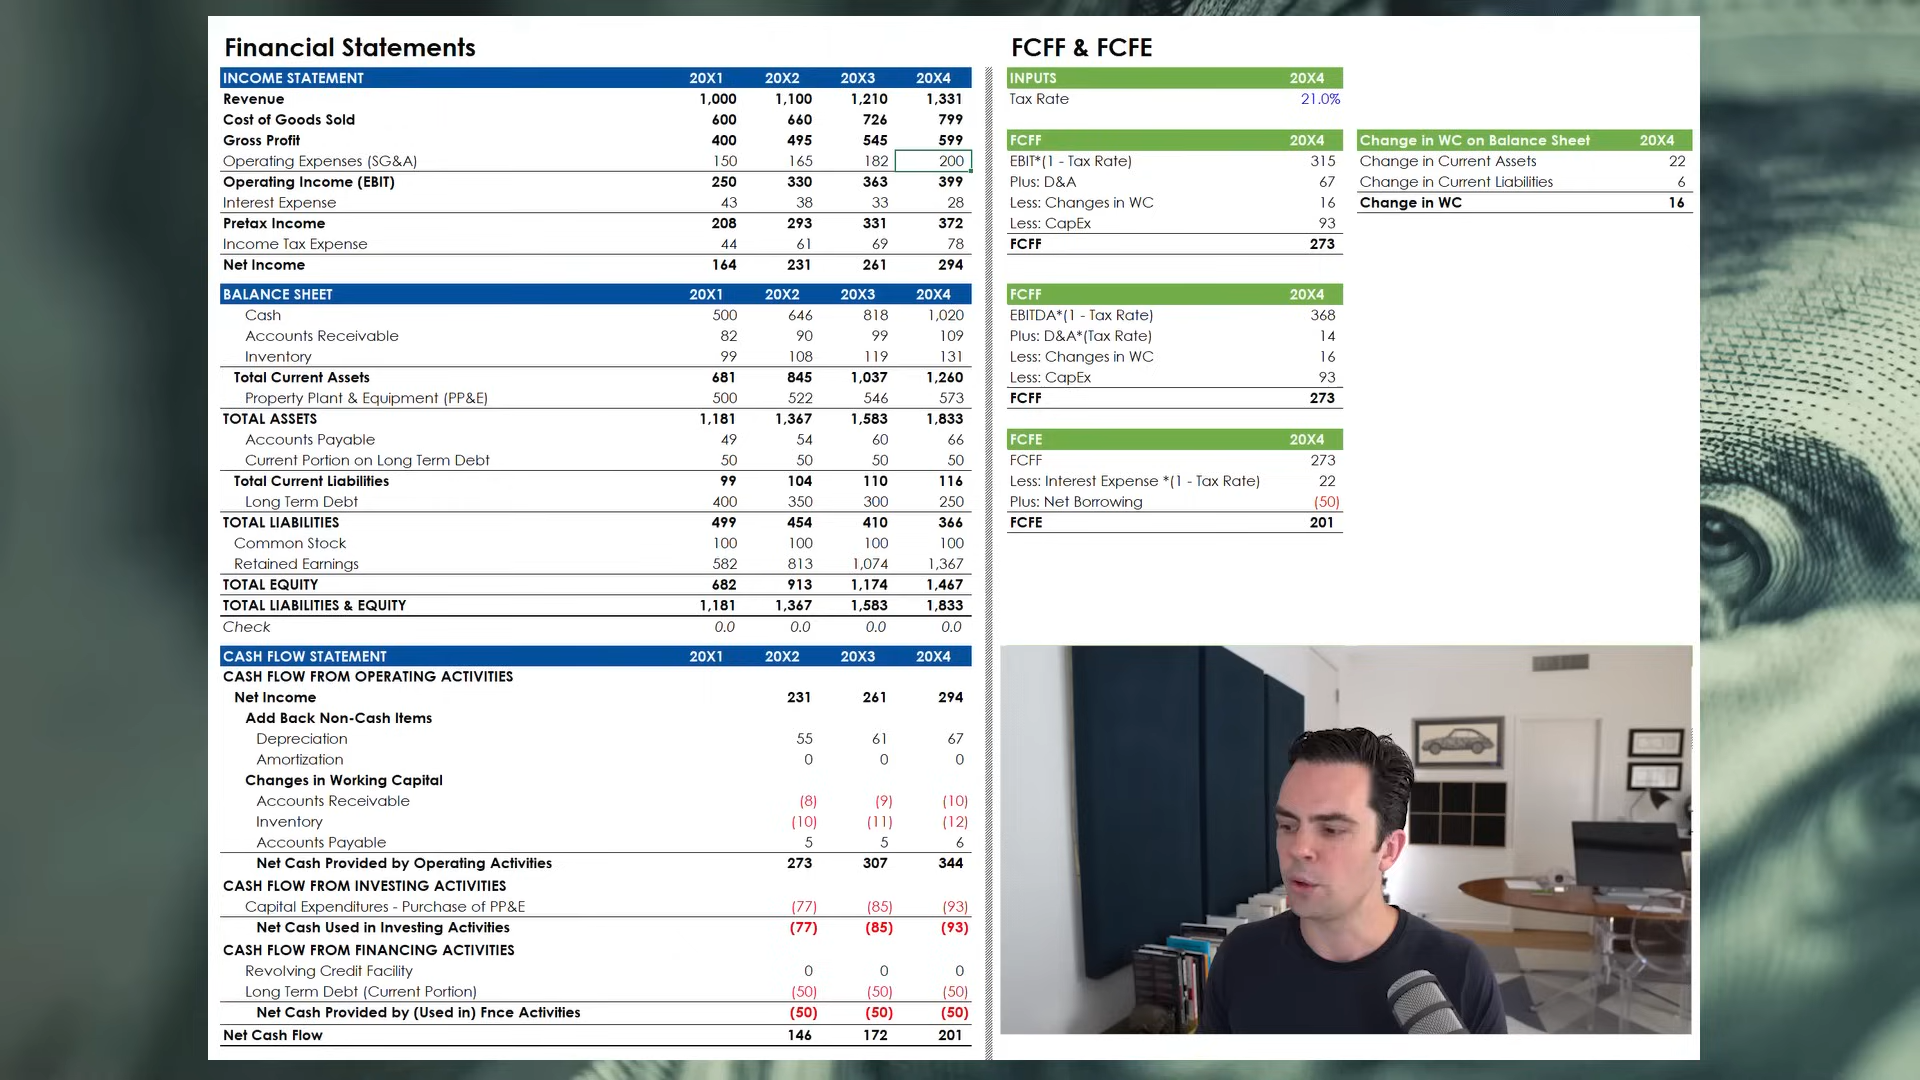 Financial Statements
INCOME STATEMENT 20X1 20X2 20X3 20X4
Revenue 1,000 1,100 1,210 1,331
Cost of Goods Sold 600 660 726 799
Gross Profit 400 495 545 599
Operating Expenses (SG&A) 150 165 182 200
Operating Income (EBIT) 250 330 363 399
Interest Expense 43 38 33 28
Pretax Income 208 293 331 372
Income Tax Expense 44 61 69 78
Net Income 164 231 261 294
BALANCE SHEET 20X1 20X2 20X3 20X4
Cash 500 646 818 1,020
Accounts Receivable 82 90 99 109
Inventory 99 108 119 131
Total Current Assets 681 845 1,037 1,260
Property Plant & Equipment (PP&E) 500 522 546 573
TOTAL ASSETS 1,181 1,367 1,583 1,833
Accounts Payable 49 54 60 66
Current Portion on Long Term Debt 50 50 50 50
Total Current Liabilities 99 104 110 116
Long Term Debt 400 350 300 250
TOTAL LIABILITIES 499 454 410 366
Common Stock 100 100 100 100
Retained Earnings 582 813 1,074 1,367
TOTAL EQUITY 682 913 1,174 1,467
TOTAL LIABILITIES & EQUITY 1,181 1,367 1,583 1,833
Check 0.0 0.0 0.0 0.0
CASH FLOW STATEMENT 20X1 20X2 20X3 20X4
CASH FLOW FROM OPERATING ACTIVITIES
Net Income 231 261 294
Add Back Non-Cash Items
Depreciation 55 61 67
Amortization 0 0 0
Changes in Working Capital
Accounts Receivable (8) (9) (10)
Inventory (10) (11) (12)
Accounts Payable 5 5 6
Net Cash Provided by Operating Activities 273 307 344
CASH FLOW FROM INVESTING ACTIVITIES
Capital Expenditures - Purchase of PP&E (77) (85) (93)
Net Cash Used in Investing Activities (77) (85) (93)
CASH FLOW FROM FINANCING ACTIVITIES
Revolving Credit Facility 0 0 0
Long Term Debt (Current Portion) (50) (50) (50)
Net Cash Provided by (Used in) Fnce Activities (50) (50) (50)
Net Cash Flow 146 172 201
FCFF & FCFE
INPUTS 20X4
Tax Rate 21.0%
FCFF 20X4
EBIT*(1 - Tax Rate) 315
Plus: D&A 67
Less: Changes in WC 16
Less: CapEx 93
FCFF 273
Change in WC on Balance Sheet 20X4
Change in Current Assets 22
Change in Current Liabilities 6
Change in WC 16
FCFF 20X4
EBITDA*(1 - Tax Rate) 368
Plus: D&A*(Tax Rate) 14
Less: Changes in WC 16
Less: CapEx 93
FCFF 273
FCFE 20X4
FCFF 273
Less: Interest Expense *(1 - Tax Rate) 22
Plus: Net Borrowing (50)
FCFE 201